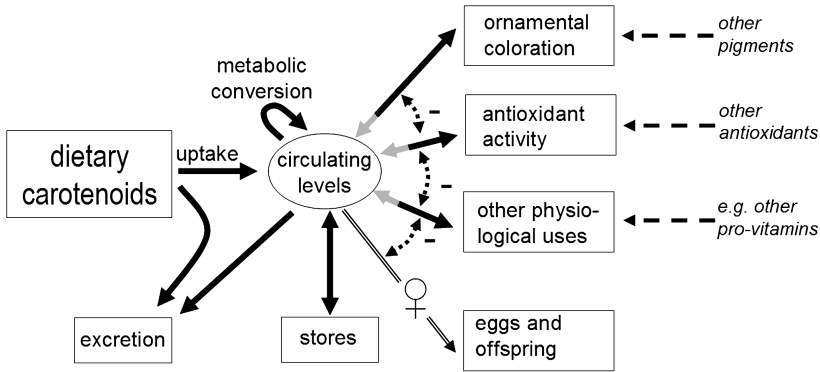 metabolic
conversion
dietary
carotenoids
uptake
circulating
levels
excretion
stores
ornamental
coloration
other
pigments
-
antioxidant
activity
other
antioxidants
-
other physio-
logical uses
e.g. other
pro-vitamins
-
♀
eggs and
offspring